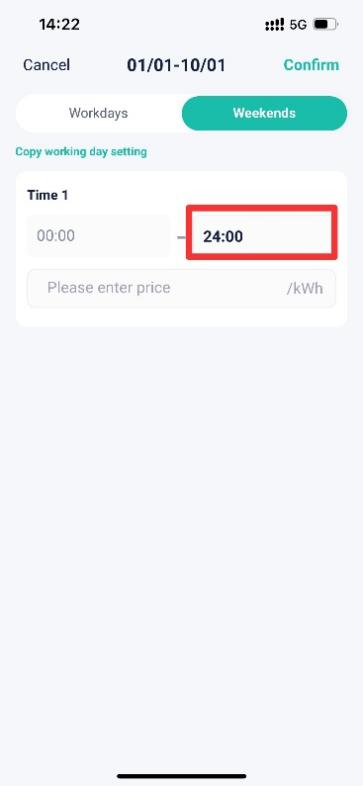 14:22 5G
Cancel 01/01-10/01 Confirm
Workdays Weekends
Copy working day setting
Time 1
00:00 – 24:00
Please enter price /kWh